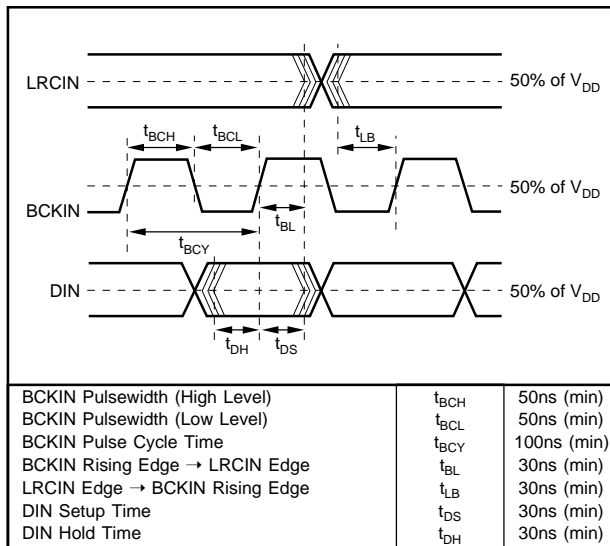 LRCIN
50% of VDD
tBCH
tBCL
tLB
BCKIN
50% of VDD
tBL
tBCY
DIN
50% of VDD
tDH
tDS
BCKIN Pulsewidth (High Level) tBCH 50ns (min)
BCKIN Pulsewidth (Low Level) tBCL 50ns (min)
BCKIN Pulse Cycle Time tBCY 100ns (min)
BCKIN Rising Edge → LRCIN Edge tBL 30ns (min)
LRCIN Edge → BCKIN Rising Edge tLB 30ns (min)
DIN Setup Time tDS 30ns (min)
DIN Hold Time tDH 30ns (min)